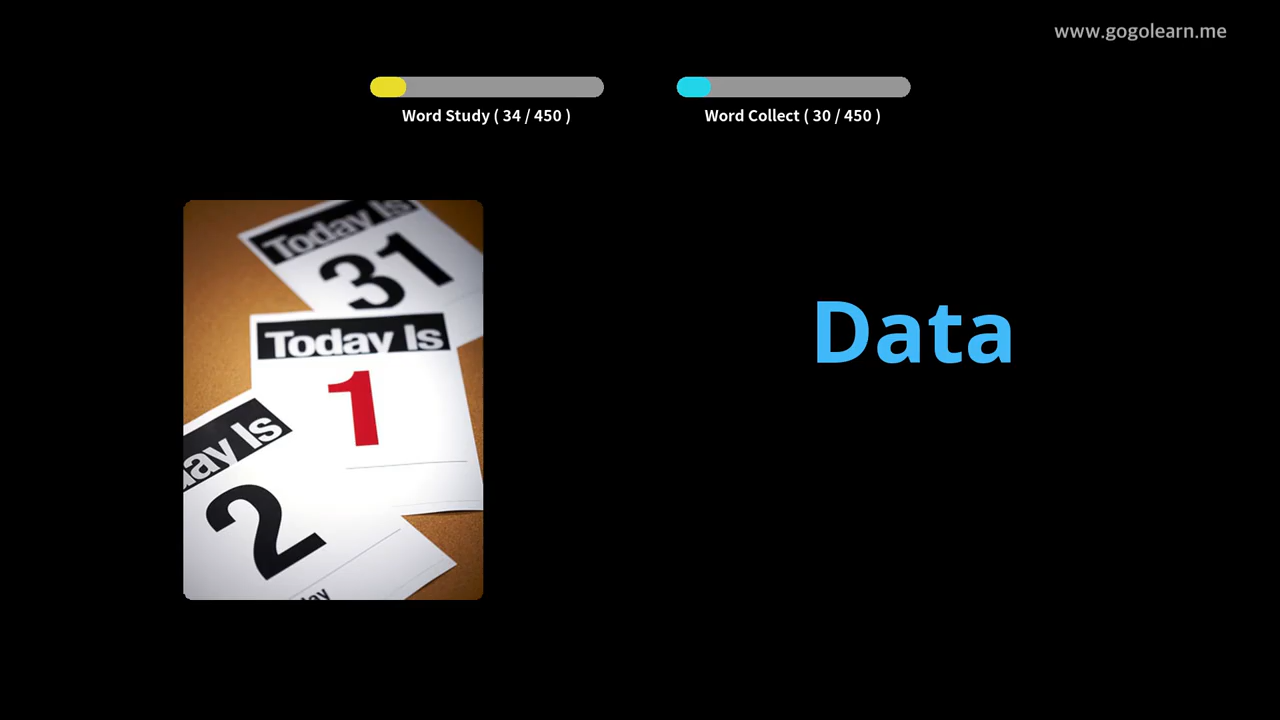 www.gogolearn.me
Word Study ( 34 / 450 )
Word Collect ( 30 / 450 )
Today Is
31
Today Is
1
ay Is
2
Data